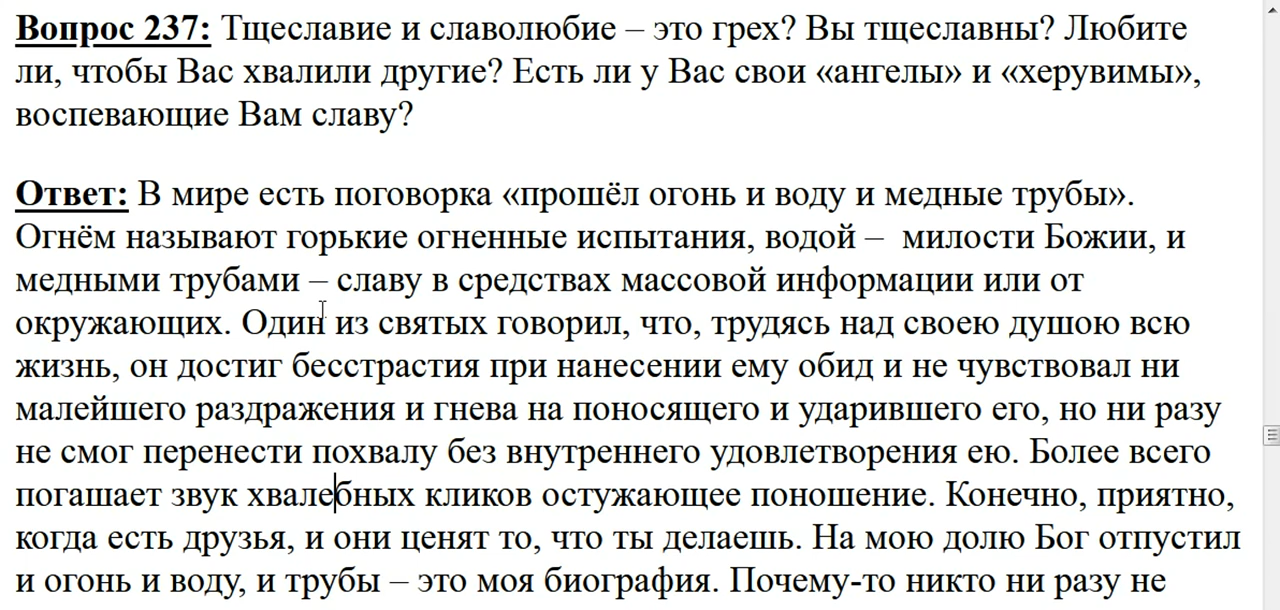 Вопрос 237: Тщеславие и славолюбие – это грех? Вы тщеславны? Любите
ли, чтобы Вас хвалили другие? Есть ли у Вас свои «ангелы» и «херувимы»,
воспевающие Вам славу?
Ответ: В мире есть поговорка «прошёл огонь и воду и медные трубы».
Огнём называют горькие огненные испытания, водой – милости Божии, и
медными трубами – славу в средствах массовой информации или от
окружающих. Один из святых говорил, что, трудясь над своею душою всю
жизнь, он достиг бесстрастия при нанесении ему обид и не чувствовал ни
малейшего раздражения и гнева на поносящего и ударившего его, но ни разу
не смог перенести похвалу без внутреннего удовлетворения ею. Более всего
погашает звук хвалебных кликов остужающее поношение. Конечно, приятно,
когда есть друзья, и они ценят то, что ты делаешь. На мою долю Бог отпустил
и огонь и воду, и трубы – это моя биография. Почему-то никто ни разу не